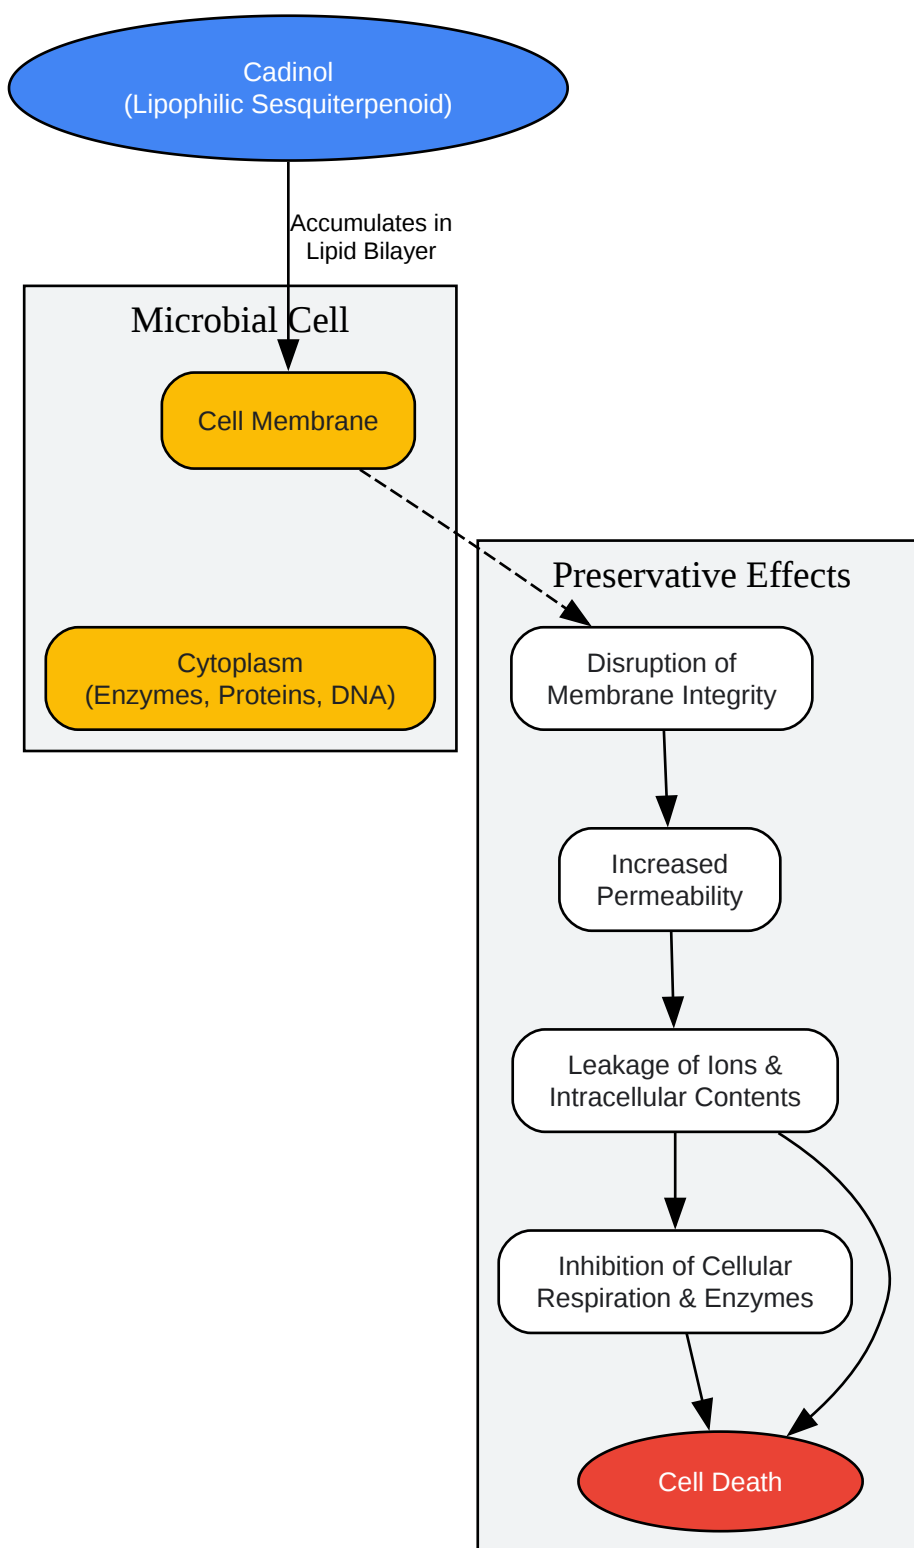 Cadinol
(Lipophilic Sesquiterpenoid)
Accumulates in
Lipid Bilayer
Microbial Cell
Cell Membrane
Cytoplasm
(Enzymes, Proteins, DNA)
Preservative Effects
Disruption of
Membrane Integrity
Increased
Permeability
Leakage of Ions &
Intracellular Contents
Inhibition of Cellular
Respiration & Enzymes
Cell Death